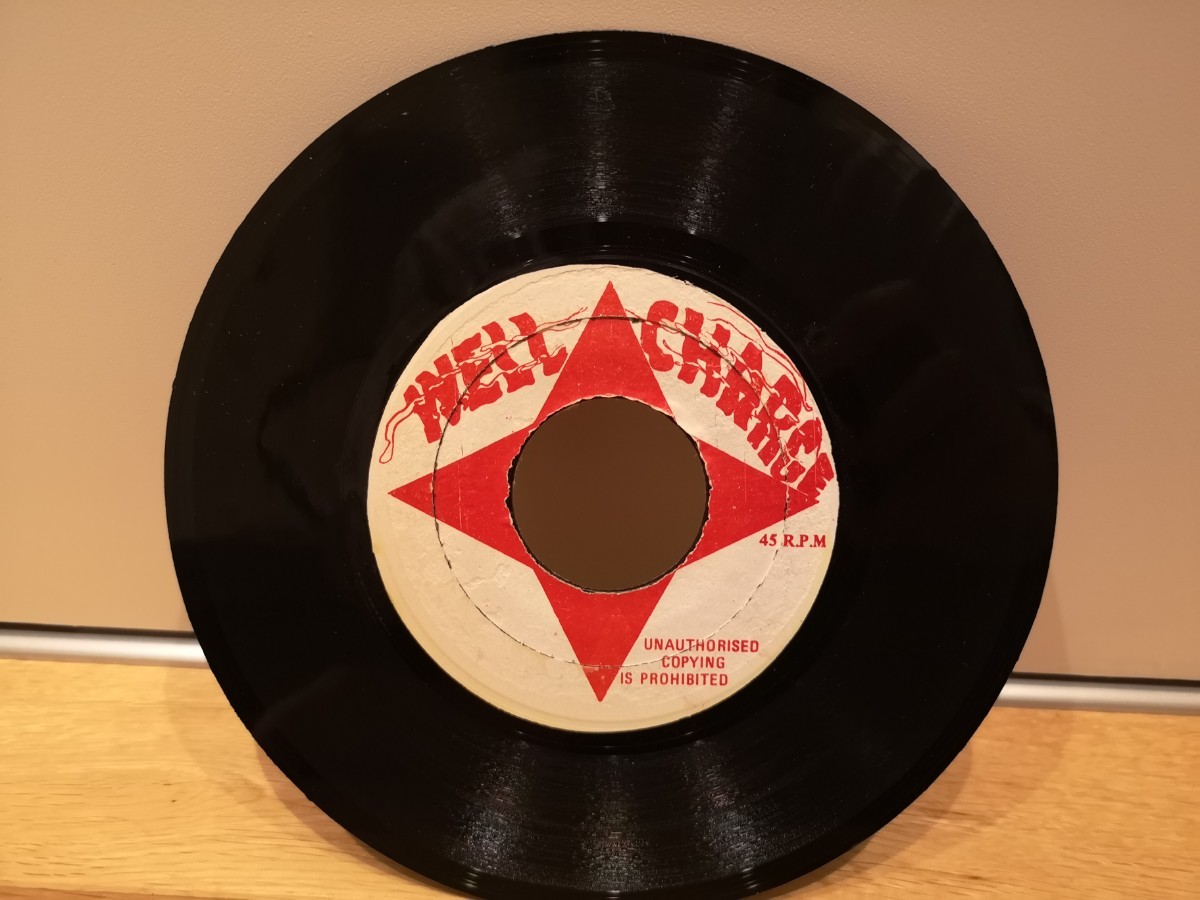 WELL CHARGE
45 R.P.M
UNAUTHORISED
COPYING
IS PROHIBITED